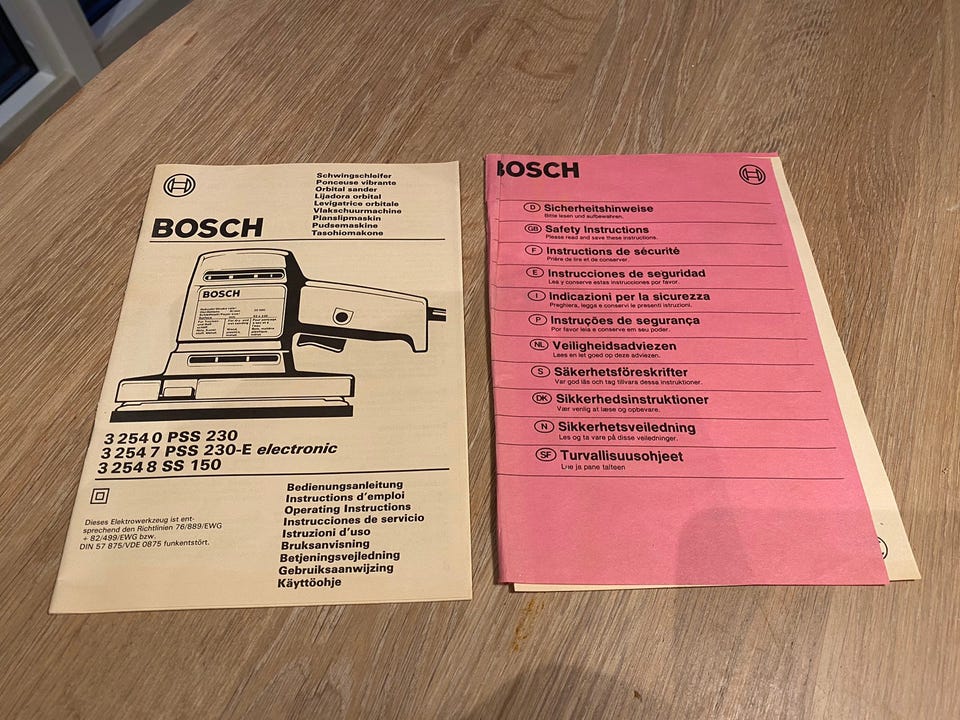 Schwingschleifer
Ponceuse vibrante
Orbital sander
Lijadora orbital
Levigatrice orbitale
Vlakschuurmachine
Planslipmaskin
Pudsemaskine
Tasohiomakone
BOSCH
BOSCH
3 254 0 PSS 230
3 254 7 PSS 230-E electronic
3 254 8 SS 150
Dieses Elektrowerkzeug ist ent-
sprechend den Richtlinien 76/889/EWG
+ 82/499/EWG bzw.
DIN 57 875/VDE 0875 funkentstört.
Bedienungsanleitung
Instructions d'emploi
Operating Instructions
Instrucciones de servicio
Istruzioni d'uso
Bruksanvisning
Betjeningsvejledning
Gebruiksaanwijzing
Käyttöohje
BOSCH
D Sicherheitshinweise
Bitte lesen und aufbewahren.
GB Safety Instructions
Please read and save these instructions.
F Instructions de sécurité
Prière de lire et de conserver.
E Instrucciones de seguridad
Lea y conserve estas instrucciones por favor.
I Indicazioni per la sicurezza
Preghiera, legga e conservi le presenti istruzioni.
P Instruções de segurança
Por favor leia e conserve em seu poder.
NL Veiligheidsadviezen
Lees en let goed op deze adviezen.
S Säkerhetsföreskrifter
Var god läs och tag tillvara dessa instruktioner.
DK Sikkerhedsinstruktioner
Vær venlig at læse og opbevare.
N Sikkerhetsveiledning
Les og ta vare på disse veiledninger.
SF Turvallisuusohjeet
Lue ja pane talteen